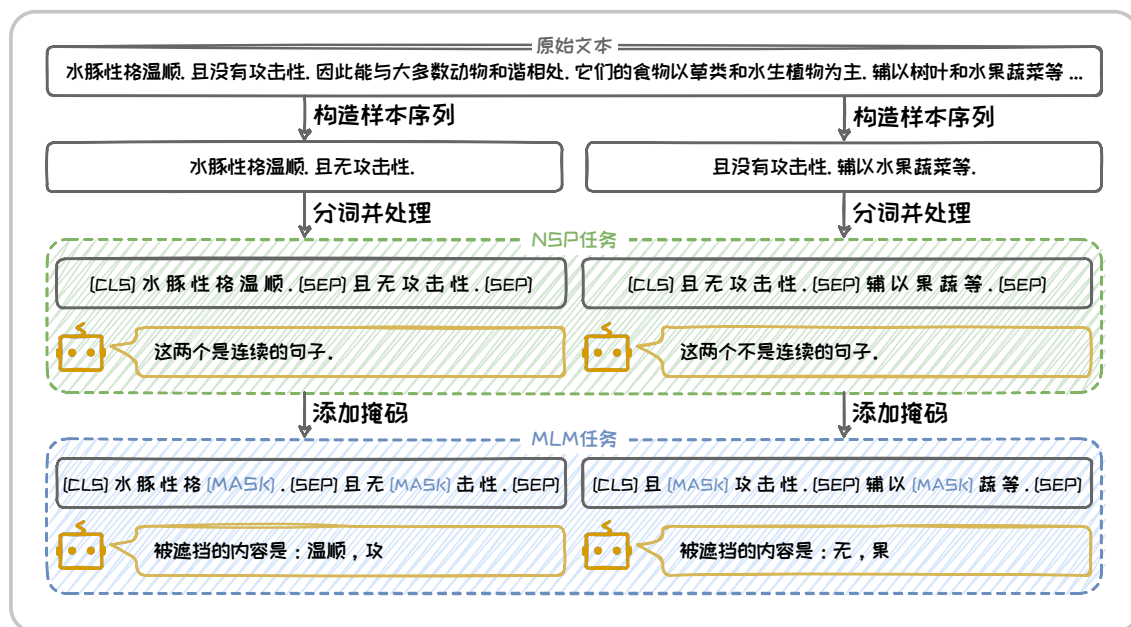 原始文本
水豚性格温顺.且没有攻击性.因此能与大多数动物和谐相处.它们的食物以草类和水生植物为主.辅以树叶和水果蔬菜等 ...
构造样本序列 构造样本序列
水豚性格温顺.且无攻击性. 且没有攻击性.辅以水果蔬菜等.
分词并处理 分词并处理
NSP任务
[CLS] 水豚性格温顺. [SEP] 且无攻击性. [SEP] [CLS] 且无攻击性. [SEP] 辅以果蔬等. [SEP]
这两个是连续的句子. 这两个不是连续的句子.
添加掩码 添加掩码
MLM任务
[CLS] 水豚性格 [MASK] . [SEP] 且无 [MASK] 击性. [SEP] [CLS] 且 [MASK] 攻击性. [SEP] 辅以 [MASK] 蔬等. [SEP]
被遮挡的内容是：温顺，攻 被遮挡的内容是：无，果